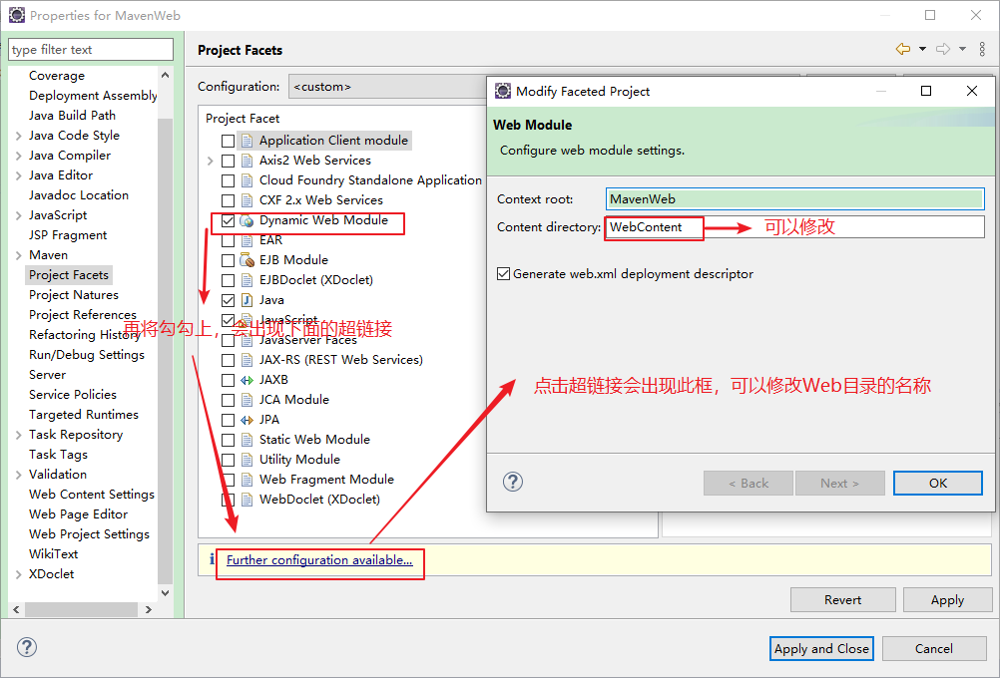 Properties for MavenWeb
type filter text
Coverage
Deployment Assembly
Java Build Path
Java Code Style
Java Compiler
Java Editor
Javadoc Location
JavaScript
JSP Fragment
Maven
Project Facets
Project Natures
Project References
Refactoring History
Run/Debug Settings
Server
Service Policies
Targeted Runtimes
Task Repository
Task Tags
Validation
Web Content Settings
Web Page Editor
Web Project Settings
WikiText
XDoclet
Project Facets
Configuration: <custom>
Project Facet
Application Client module
Axis2 Web Services
Cloud Foundry Standalone Application
CXF 2.x Web Services
Dynamic Web Module
EAR
EJB Module
EJBDoclet (XDoclet)
Java
JavaScript
再将勾勾上，会出现下面的超链接
JavaServer Faces
JAX-RS (REST Web Services)
JAXB
JCA Module
JPA
Static Web Module
Utility Module
Web Fragment Module
WebDoclet (XDoclet)
Further configuration available...
Modify Faceted Project
Web Module
Configure web module settings.
Context root: MavenWeb
Content directory: WebContent 可以修改
Generate web.xml deployment descriptor
点击超链接会出现此框，可以修改Web目录的名称
< Back Next > OK
Revert Apply
Apply and Close Cancel